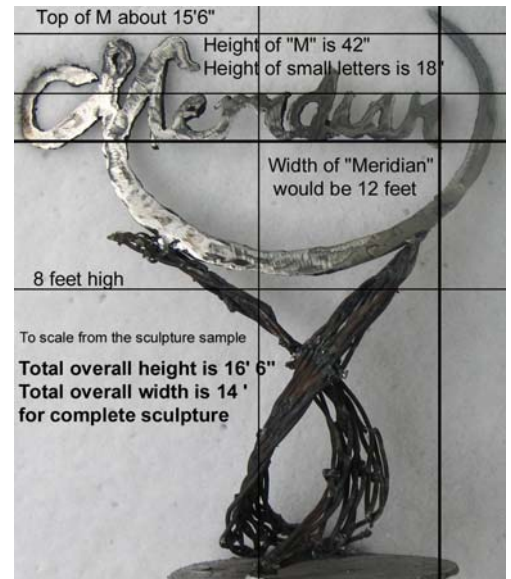 Top of M about 15'6"
Height of "M" is 42"
Height of small letters is 18'
Meridian
Width of "Meridian"
would be 12 feet
8 feet high
To scale from the sculpture sample
Total overall height is 16' 6"
Total overall width is 14 '
for complete sculpture